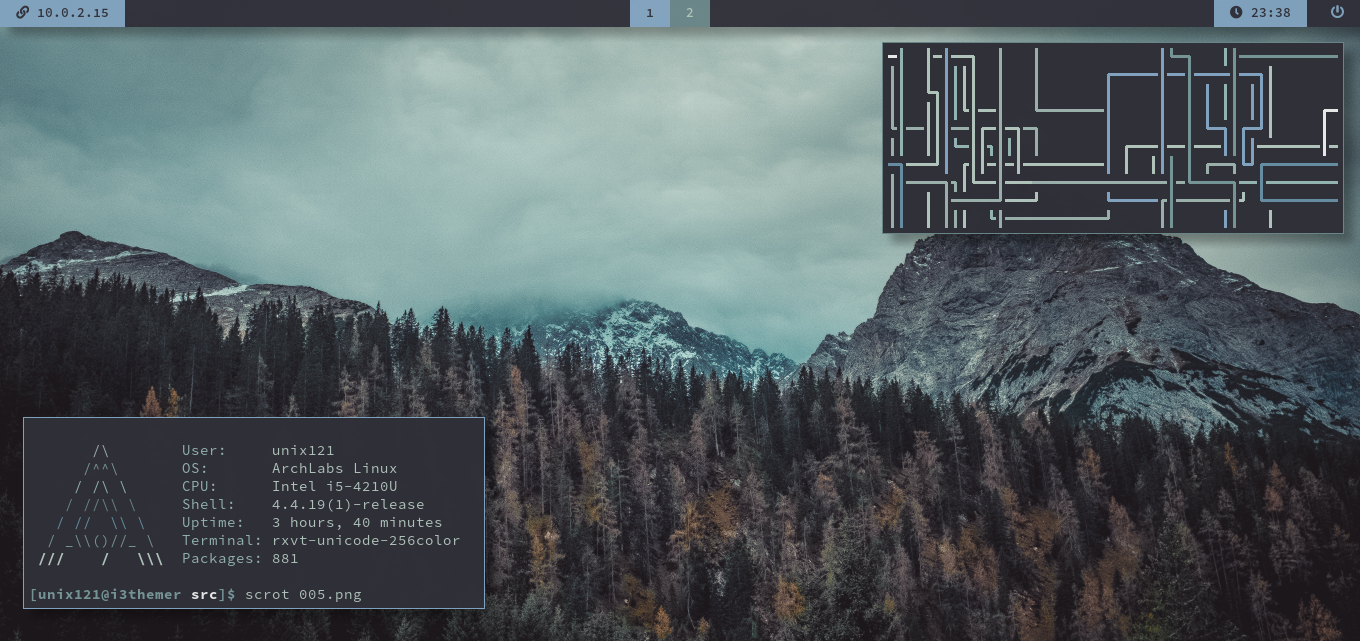 10.0.2.15
1 2
23:38
/\
/^^\
/ /\ \
/ //\\ \
/ // \\ \
/ _\\()//_ \
/// / \\\
User: unix121
OS: ArchLabs Linux
CPU: Intel i5-4210U
Shell: 4.4.19(1)-release
Uptime: 3 hours, 40 minutes
Terminal: rxvt-unicode-256color
Packages: 881
[unix121@i3themer src]$ scrot 005.png